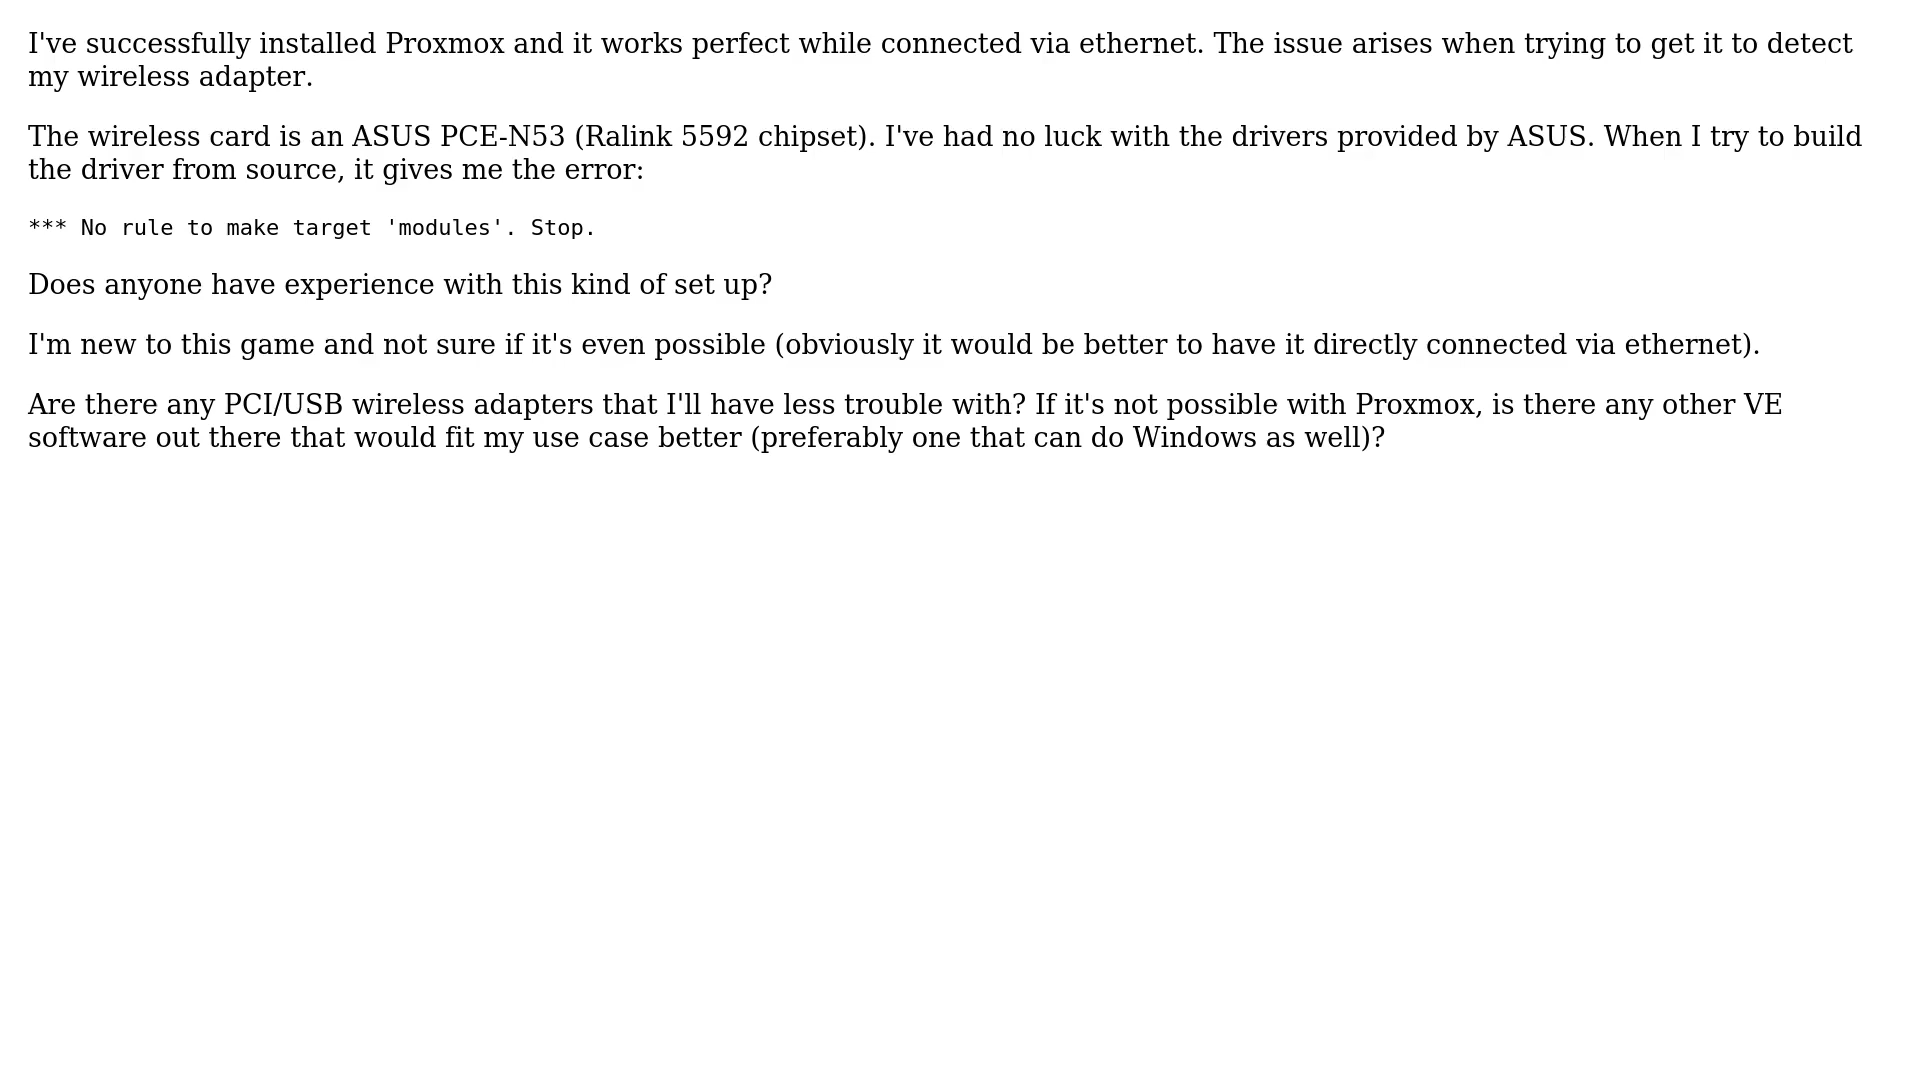 I've successfully installed Proxmox and it works perfect while connected via ethernet. The issue arises when trying to get it to detect
my wireless adapter.
The wireless card is an ASUS PCE-N53 (Ralink 5592 chipset). I've had no luck with the drivers provided by ASUS. When I try to build
the driver from source, it gives me the error:
*** No rule to make target 'modules'. Stop.
Does anyone have experience with this kind of set up?
I'm new to this game and not sure if it's even possible (obviously it would be better to have it directly connected via ethernet).
Are there any PCI/USB wireless adapters that I'll have less trouble with? If it's not possible with Proxmox, is there any other VE
software out there that would fit my use case better (preferably one that can do Windows as well)?